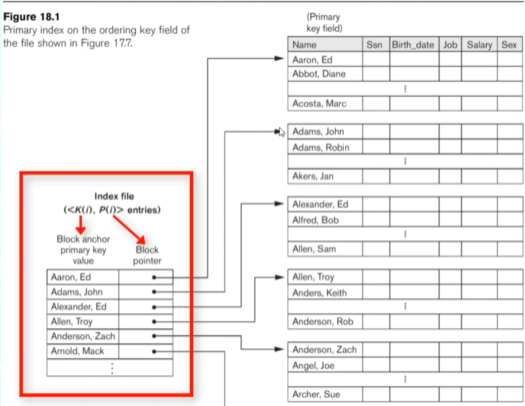 Figure 18.1
Primary index on the ordering key field of
the file shown in Figure 17.7.
(Primary
key field)
Name Ssn Birth_date Job Salary Sex
Aaron, Ed
Abbot, Diane
⋮
Acosta, Marc
Adams, John
Adams, Robin
⋮
Akers, Jan
Alexander, Ed
Alfred, Bob
⋮
Allen, Sam
Allen, Troy
Anders, Keith
⋮
Anderson, Rob
Anderson, Zach
Angel, Joe
⋮
Archer, Sue
Index file
(<K(i), P(i)> entries)
Block anchor
primary key
value
Block
pointer
Aaron, Ed
Adams, John
Alexander, Ed
Allen, Troy
Anderson, Zach
Arnold, Mack
⋮